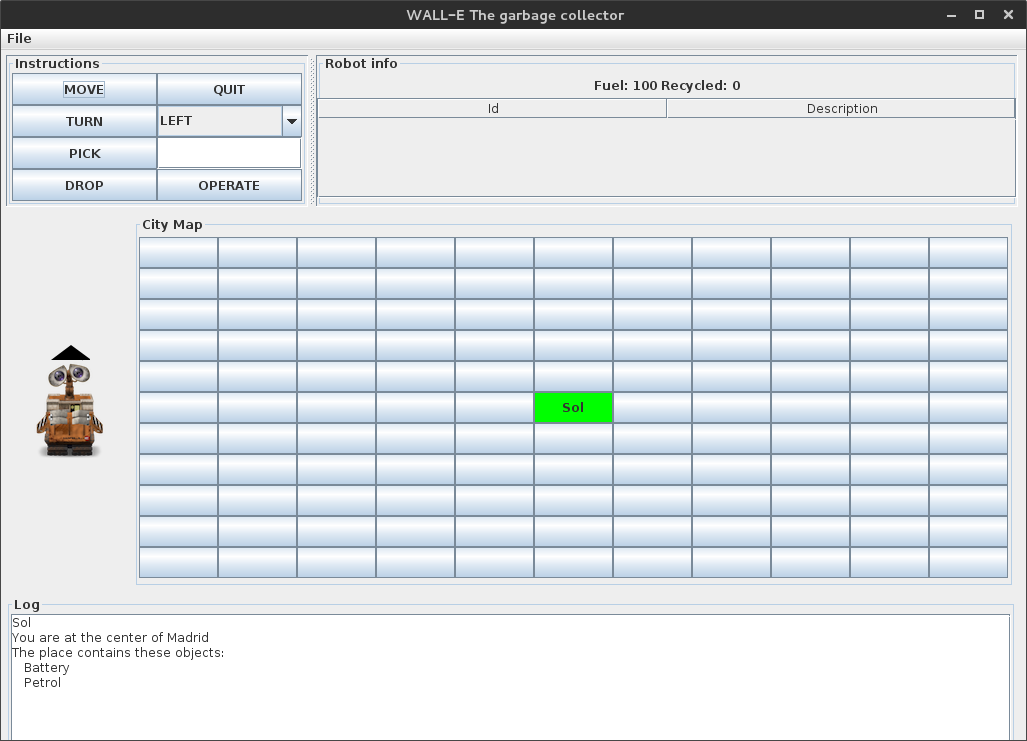 WALL-E The garbage collector
File
Instructions
MOVE QUIT
TURN LEFT
PICK
DROP OPERATE
Robot info
Fuel: 100 Recycled: 0
Id Description
City Map
Sol
Log
Sol
You are at the center of Madrid
The place contains these objects:
Battery
Petrol